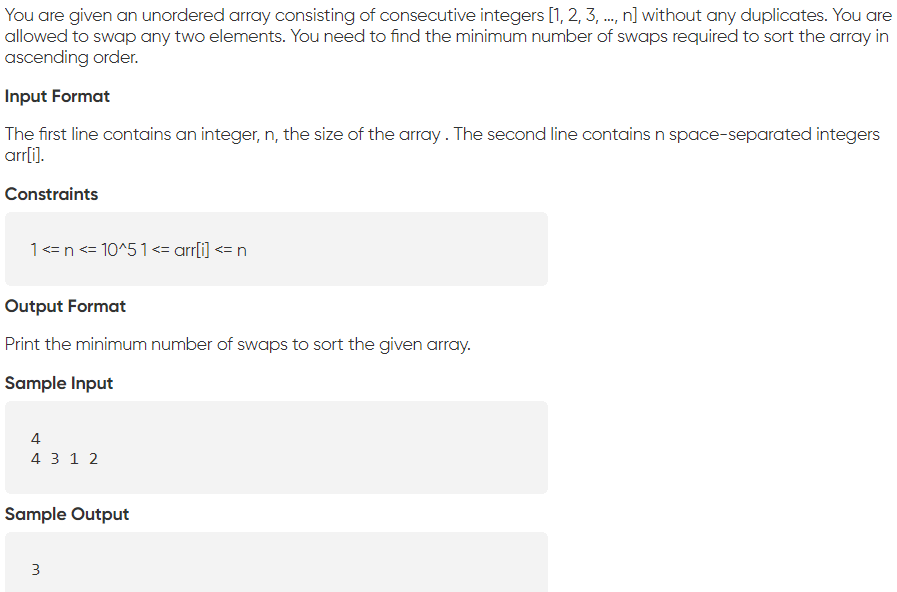 You are given an unordered array consisting of consecutive integers [1, 2, 3, ..., n] without any duplicates. You are
allowed to swap any two elements. You need to find the minimum number of swaps required to sort the array in
ascending order.
Input Format
The first line contains an integer, n, the size of the array . The second line contains n space-separated integers
arr[i].
Constraints
1 <= n <= 10^5 1 <= arr[i] <= n
Output Format
Print the minimum number of swaps to sort the given array.
Sample Input
4
4 3 1 2
Sample Output
3